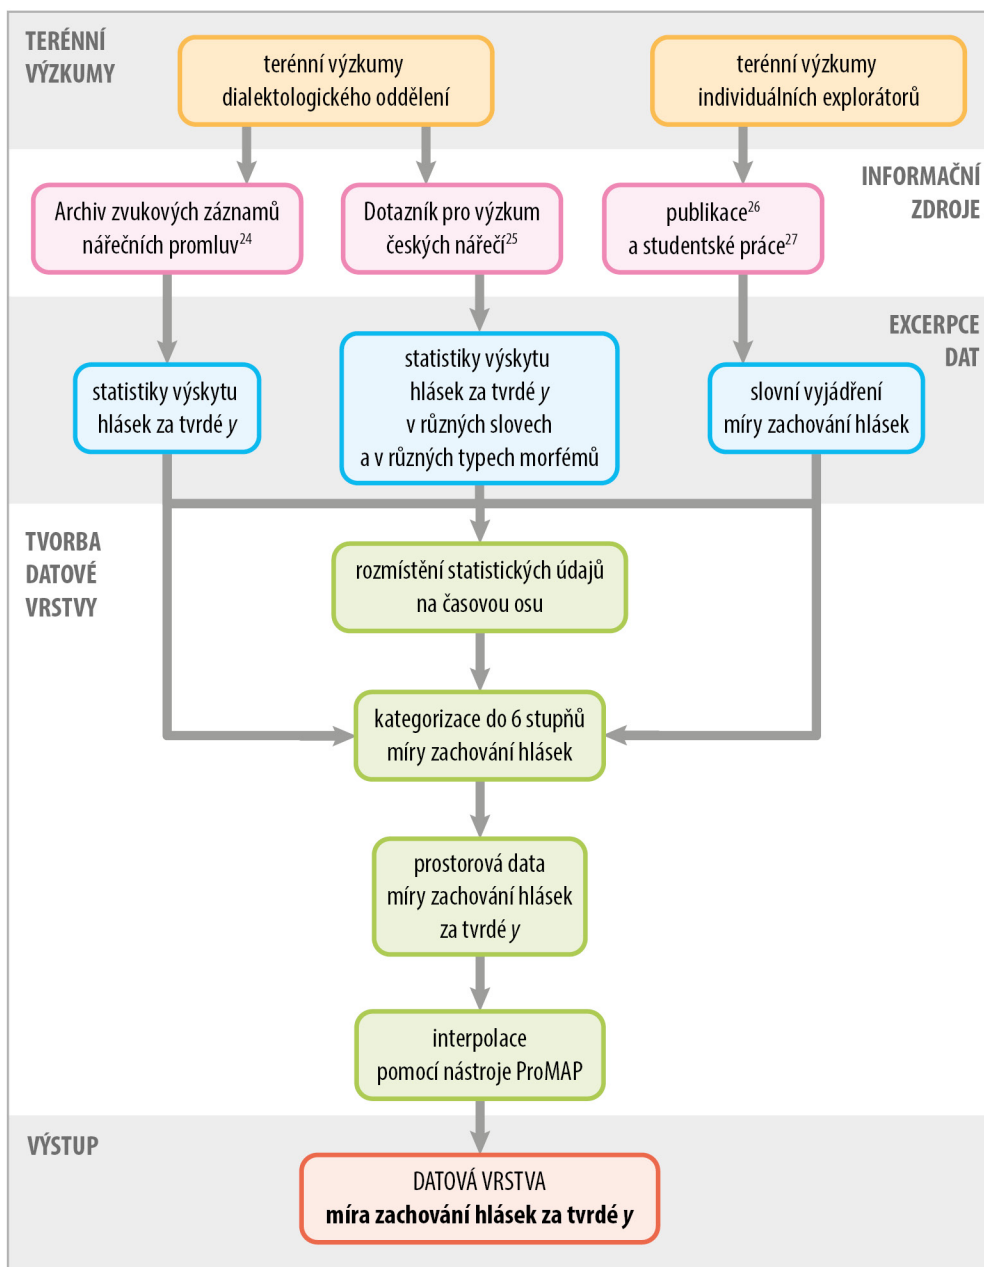 TERÉNNÍ
VÝZKUMY
terénní výzkumy
dialektologického oddělení
terénní výzkumy
individuálních explorátorů
INFORMAČNÍ
ZDROJE
Archiv zvukových záznamů
nářečních promluv24
Dotazník pro výzkum
českých nářečí25
publikace26
a studentské práce27
EXCERPCE
DAT
statistiky výskytu
hlásek za tvrdé y
statistiky výskytu
hlásek za tvrdé y
v různých slovech
a v různých typech morfémů
slovní vyjádření
míry zachování hlásek
TVORBA
DATOVÉ
VRSTVY
rozmístění statistických údajů
na časovou osu
kategorizace do 6 stupňů
míry zachování hlásek
prostorová data
míry zachování hlásek
za tvrdé y
interpolace
pomocí nástroje ProMAP
VÝSTUP
DATOVÁ VRSTVA
míra zachování hlásek za tvrdé y